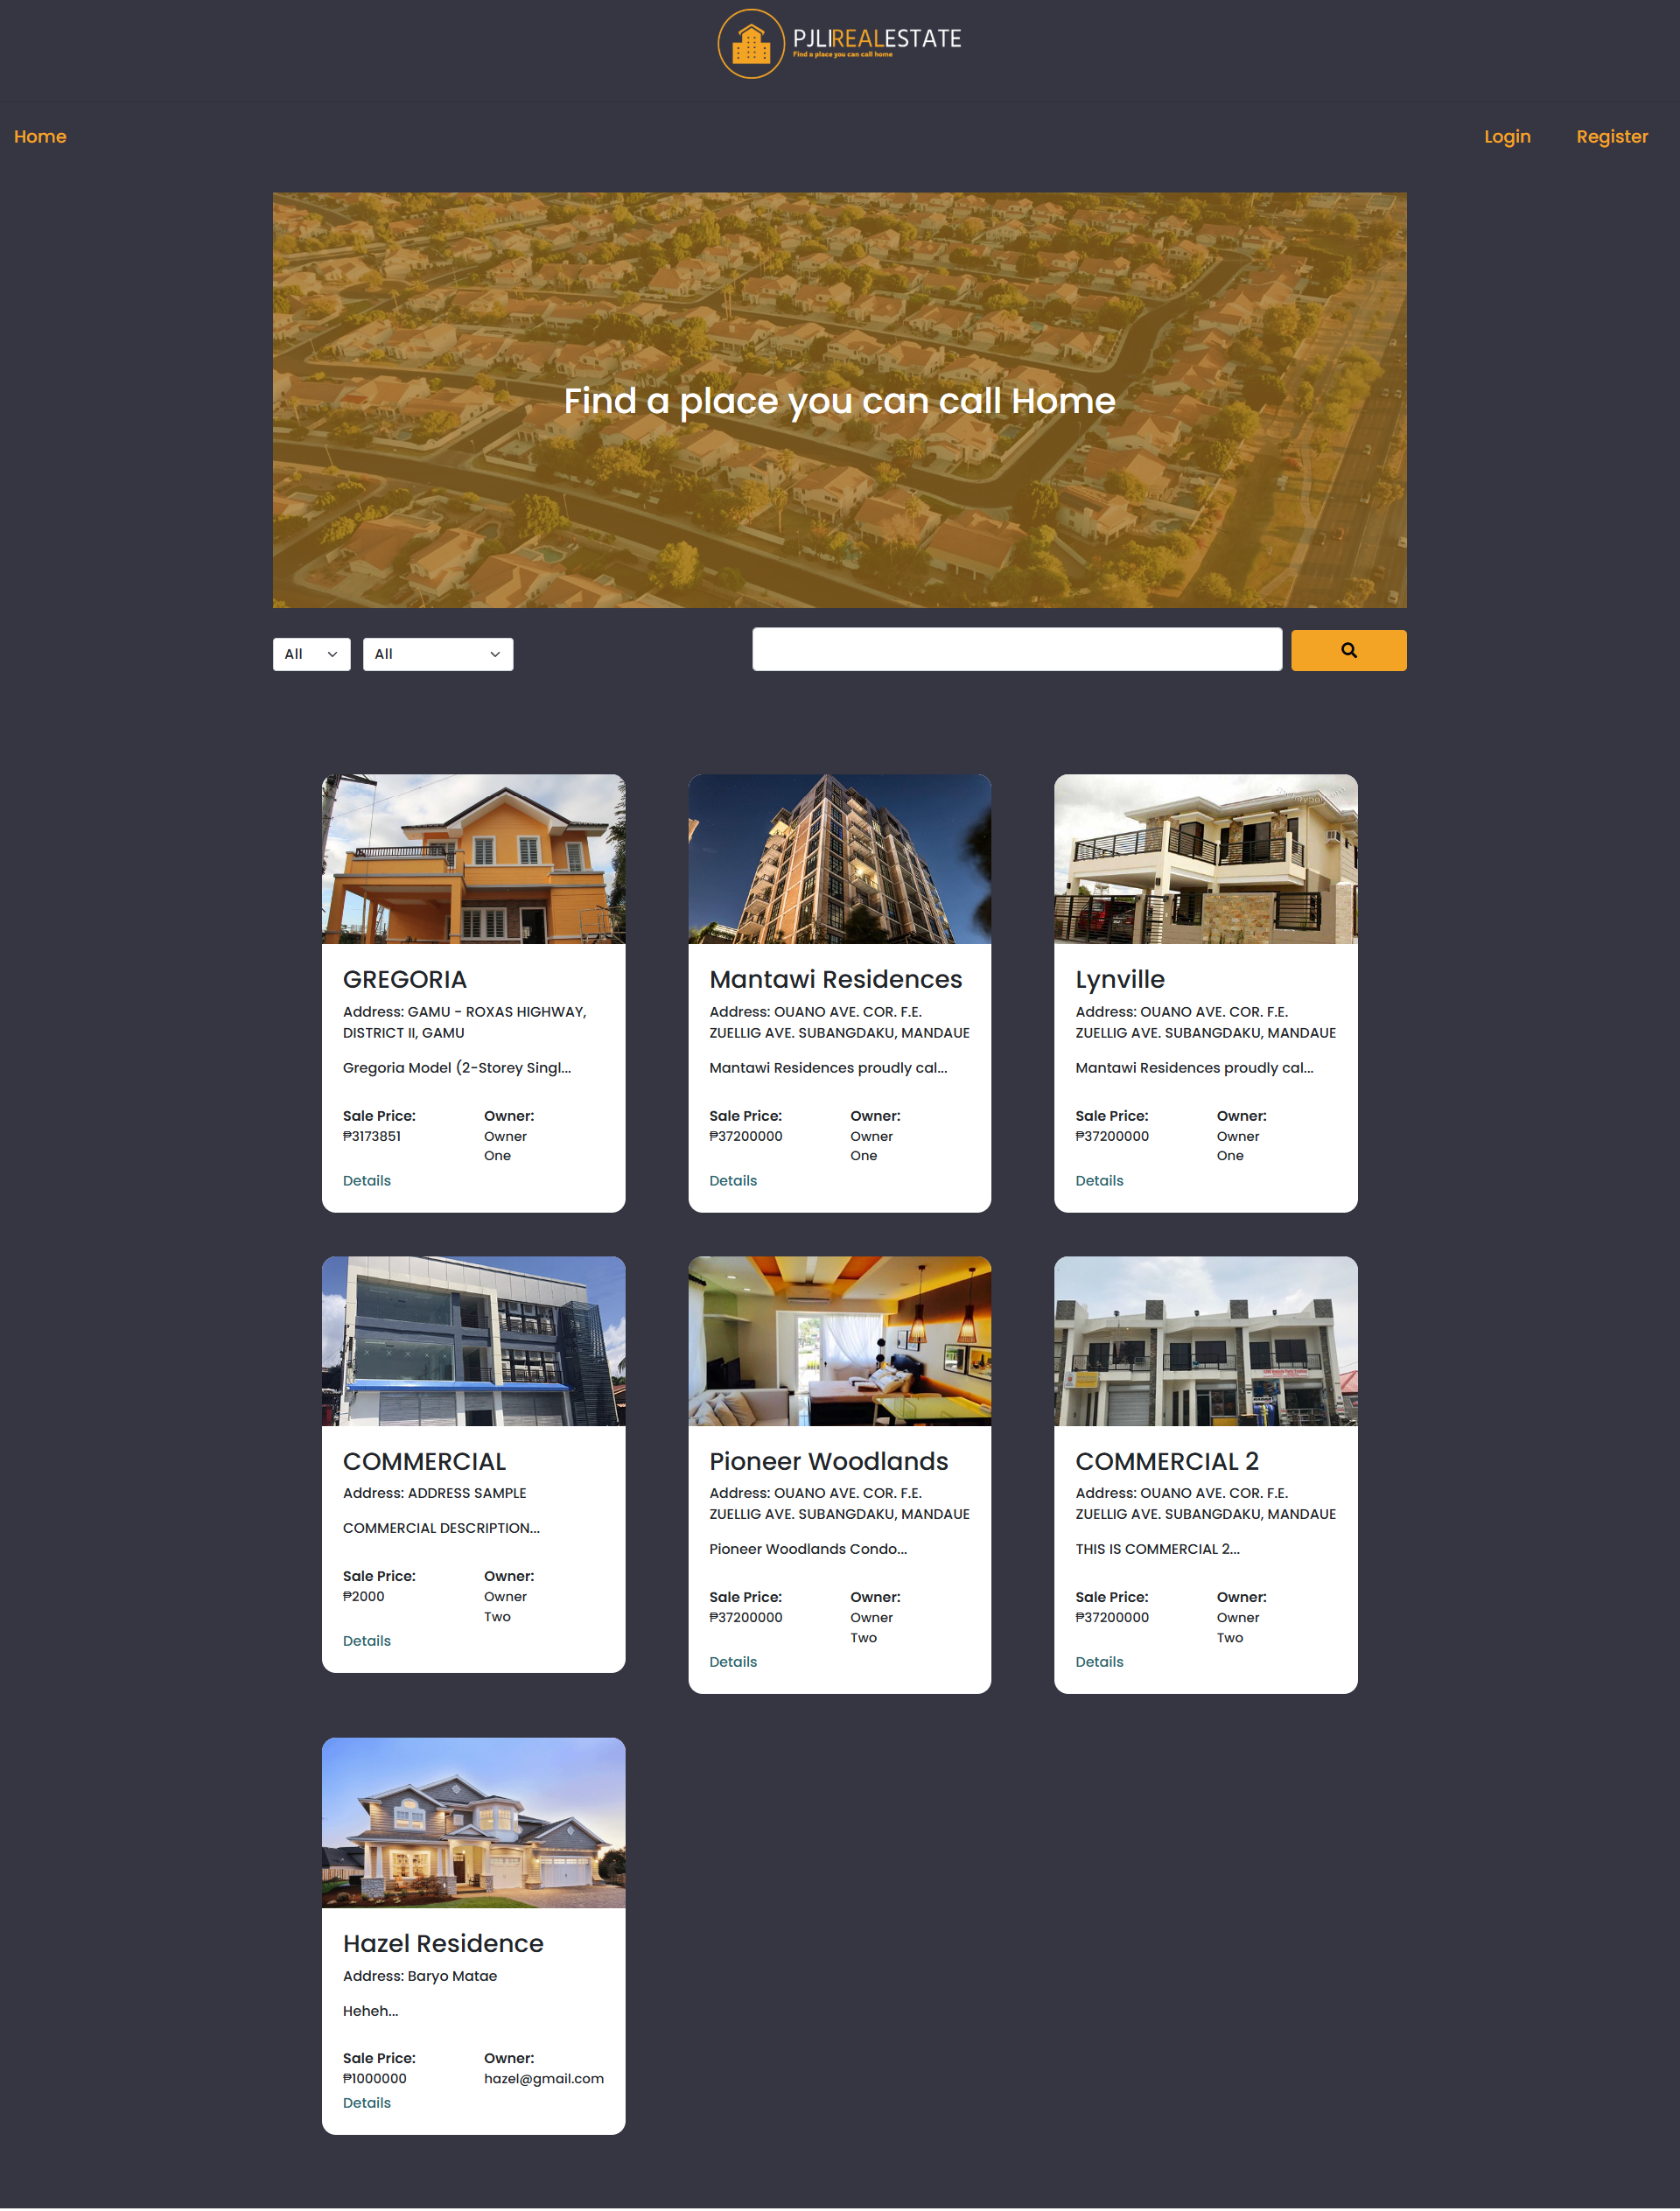 PJLIREALESTATE
Find a place you can call home
Home
Login
Register
Find a place you can call Home
All
All
GREGORIA
Address: GAMU - ROXAS HIGHWAY,
DISTRICT II, GAMU
Gregoria Model (2-Storey Singl...
Sale Price:
₱3173851
Owner:
Owner
One
Details
Mantawi Residences
Address: OUANO AVE. COR. F.E.
ZUELLIG AVE. SUBANGDAKU, MANDAUE
Mantawi Residences proudly cal...
Sale Price:
₱37200000
Owner:
Owner
One
Details
Lynville
Address: OUANO AVE. COR. F.E.
ZUELLIG AVE. SUBANGDAKU, MANDAUE
Mantawi Residences proudly cal...
Sale Price:
₱37200000
Owner:
Owner
One
Details
COMMERCIAL
Address: ADDRESS SAMPLE
COMMERCIAL DESCRIPTION...
Sale Price:
₱2000
Owner:
Owner
Two
Details
Pioneer Woodlands
Address: OUANO AVE. COR. F.E.
ZUELLIG AVE. SUBANGDAKU, MANDAUE
Pioneer Woodlands Condo...
Sale Price:
₱37200000
Owner:
Owner
Two
Details
COMMERCIAL 2
Address: OUANO AVE. COR. F.E.
ZUELLIG AVE. SUBANGDAKU, MANDAUE
THIS IS COMMERCIAL 2...
Sale Price:
₱37200000
Owner:
Owner
Two
Details
Hazel Residence
Address: Baryo Matae
Heheh...
Sale Price:
₱1000000
Owner:
hazel@gmail.com
Details